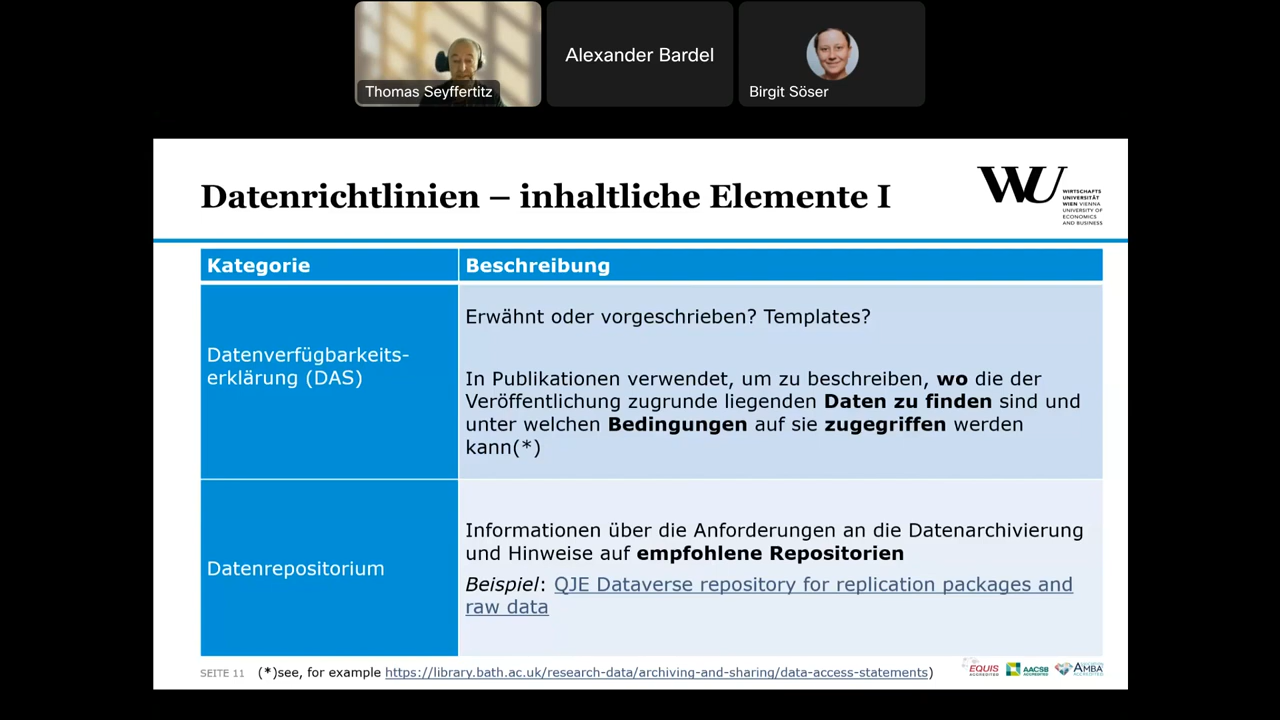 Thomas Seyffertitz
Alexander Bardel
Birgit Söser
Datenrichtlinien – inhaltliche Elemente I
WU
WIRTSCHAFTS
UNIVERSITÄT
WIEN VIENNA
UNIVERSITY OF
ECONOMICS
AND BUSINESS
Kategorie
Beschreibung
Datenverfügbarkeits-
erklärung (DAS)
Erwähnt oder vorgeschrieben? Templates?
In Publikationen verwendet, um zu beschreiben, wo die der
Veröffentlichung zugrunde liegenden Daten zu finden sind und
unter welchen Bedingungen auf sie zugegriffen werden
kann(*)
Datenrepositorium
Informationen über die Anforderungen an die Datenarchivierung
und Hinweise auf empfohlene Repositorien
Beispiel: QJE Dataverse repository for replication packages and
raw data
SEITE 11 (*)see, for example https://library.bath.ac.uk/research-data/archiving-and-sharing/data-access-statements)
EQUIS
ACCREDITED
AACSB
ACCREDITED
AMBA
ACCREDITED